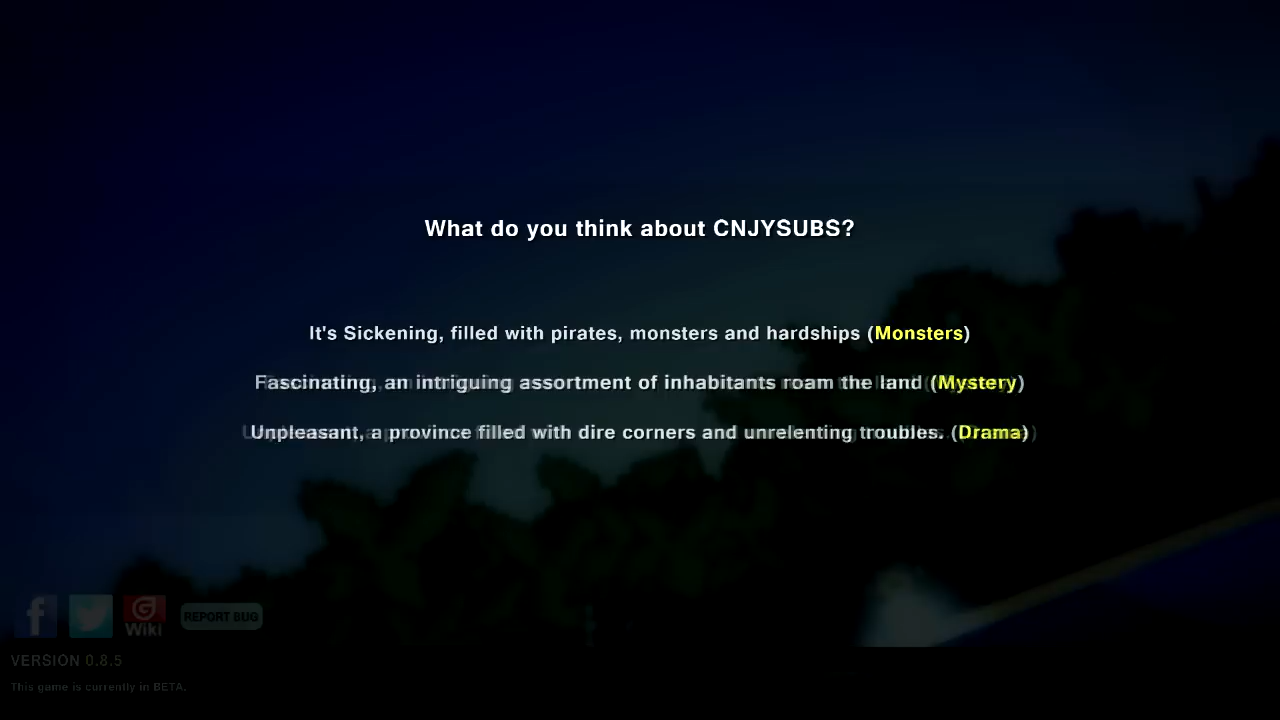 What do you think about CNJYSUBS?
It's Sickening, filled with pirates, monsters and hardships (Monsters)
Fascinating, an intriguing assortment of inhabitants roam the land (Mystery)
Unpleasant, a province filled with dire corners and unrelenting troubles. (Drama)
f
G
Wiki
REPORT BUG
VERSION 0.8.5
This game is currently in BETA.